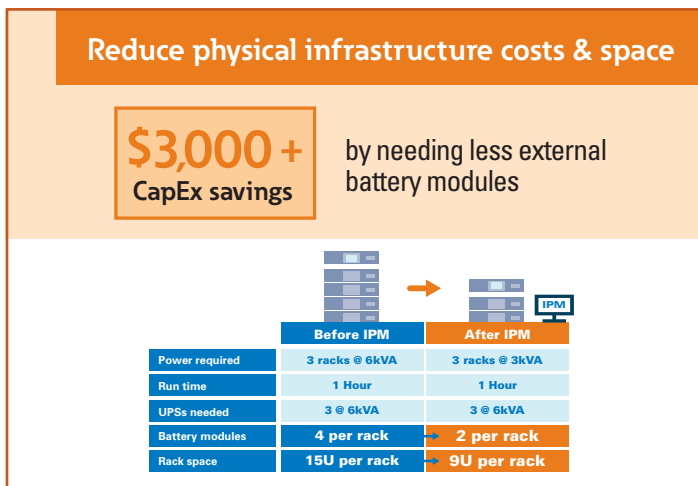 Reduce physical infrastructure costs & space
$3,000 +
CapEx savings
by needing less external
battery modules
IPM
Before IPM After IPM
Power required 3 racks @ 6kVA 3 racks @ 3kVA
Run time 1 Hour 1 Hour
UPSs needed 3 @ 6kVA 3 @ 6kVA
Battery modules 4 per rack 2 per rack
Rack space 15U per rack 9U per rack